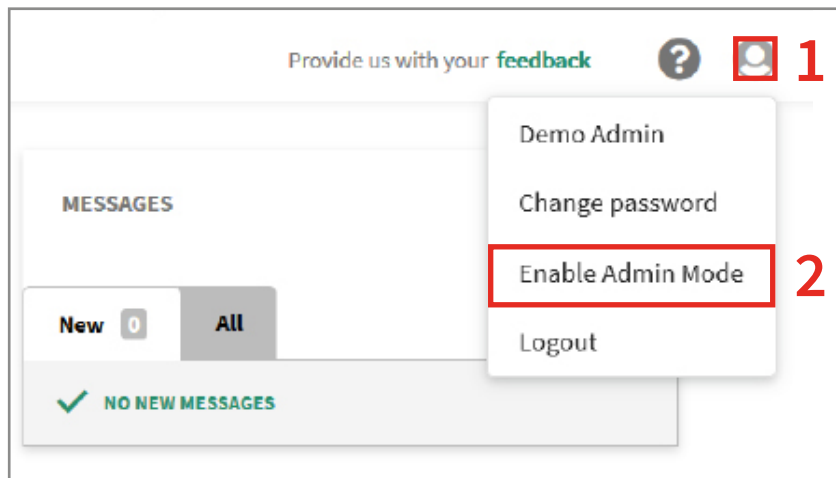 Provide us with your feedback ? 1
Demo Admin
MESSAGES
Change password
Enable Admin Mode 2
New 0 All
Logout
NO NEW MESSAGES